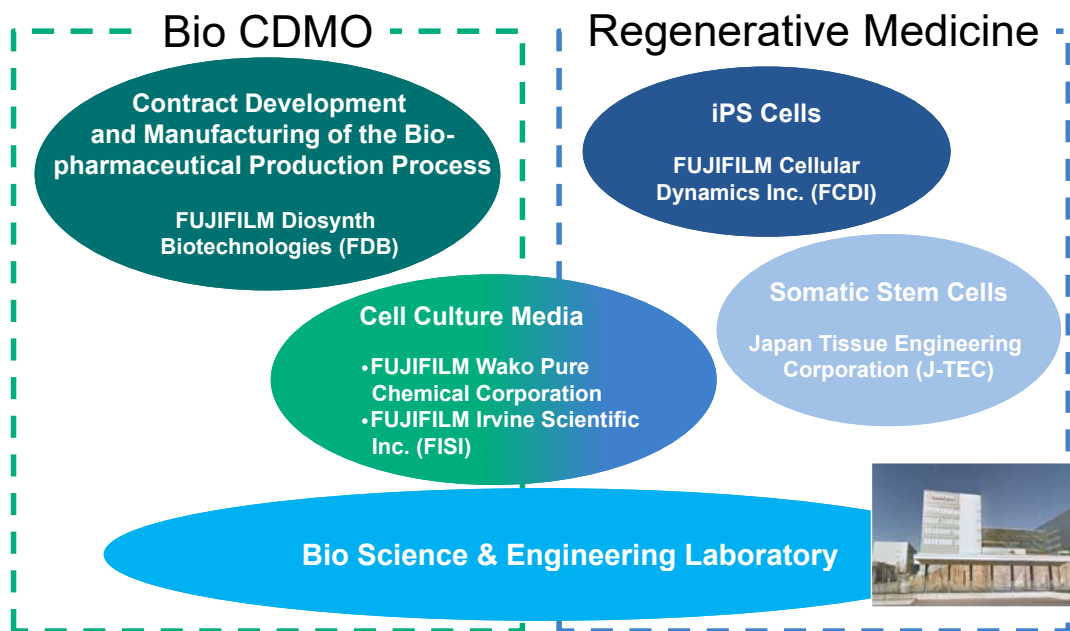 Bio CDMO
Contract Development
and Manufacturing of the Bio-
pharmaceutical Production Process
FUJIFILM Diosynth
Biotechnologies (FDB)
Regenerative Medicine
iPS Cells
FUJIFILM Cellular
Dynamics Inc. (FCDI)
Somatic Stem Cells
Japan Tissue Engineering
Corporation (J-TEC)
Cell Culture Media
•FUJIFILM Wako Pure
Chemical Corporation
•FUJIFILM Irvine Scientific
Inc. (FISI)
Bio Science & Engineering Laboratory